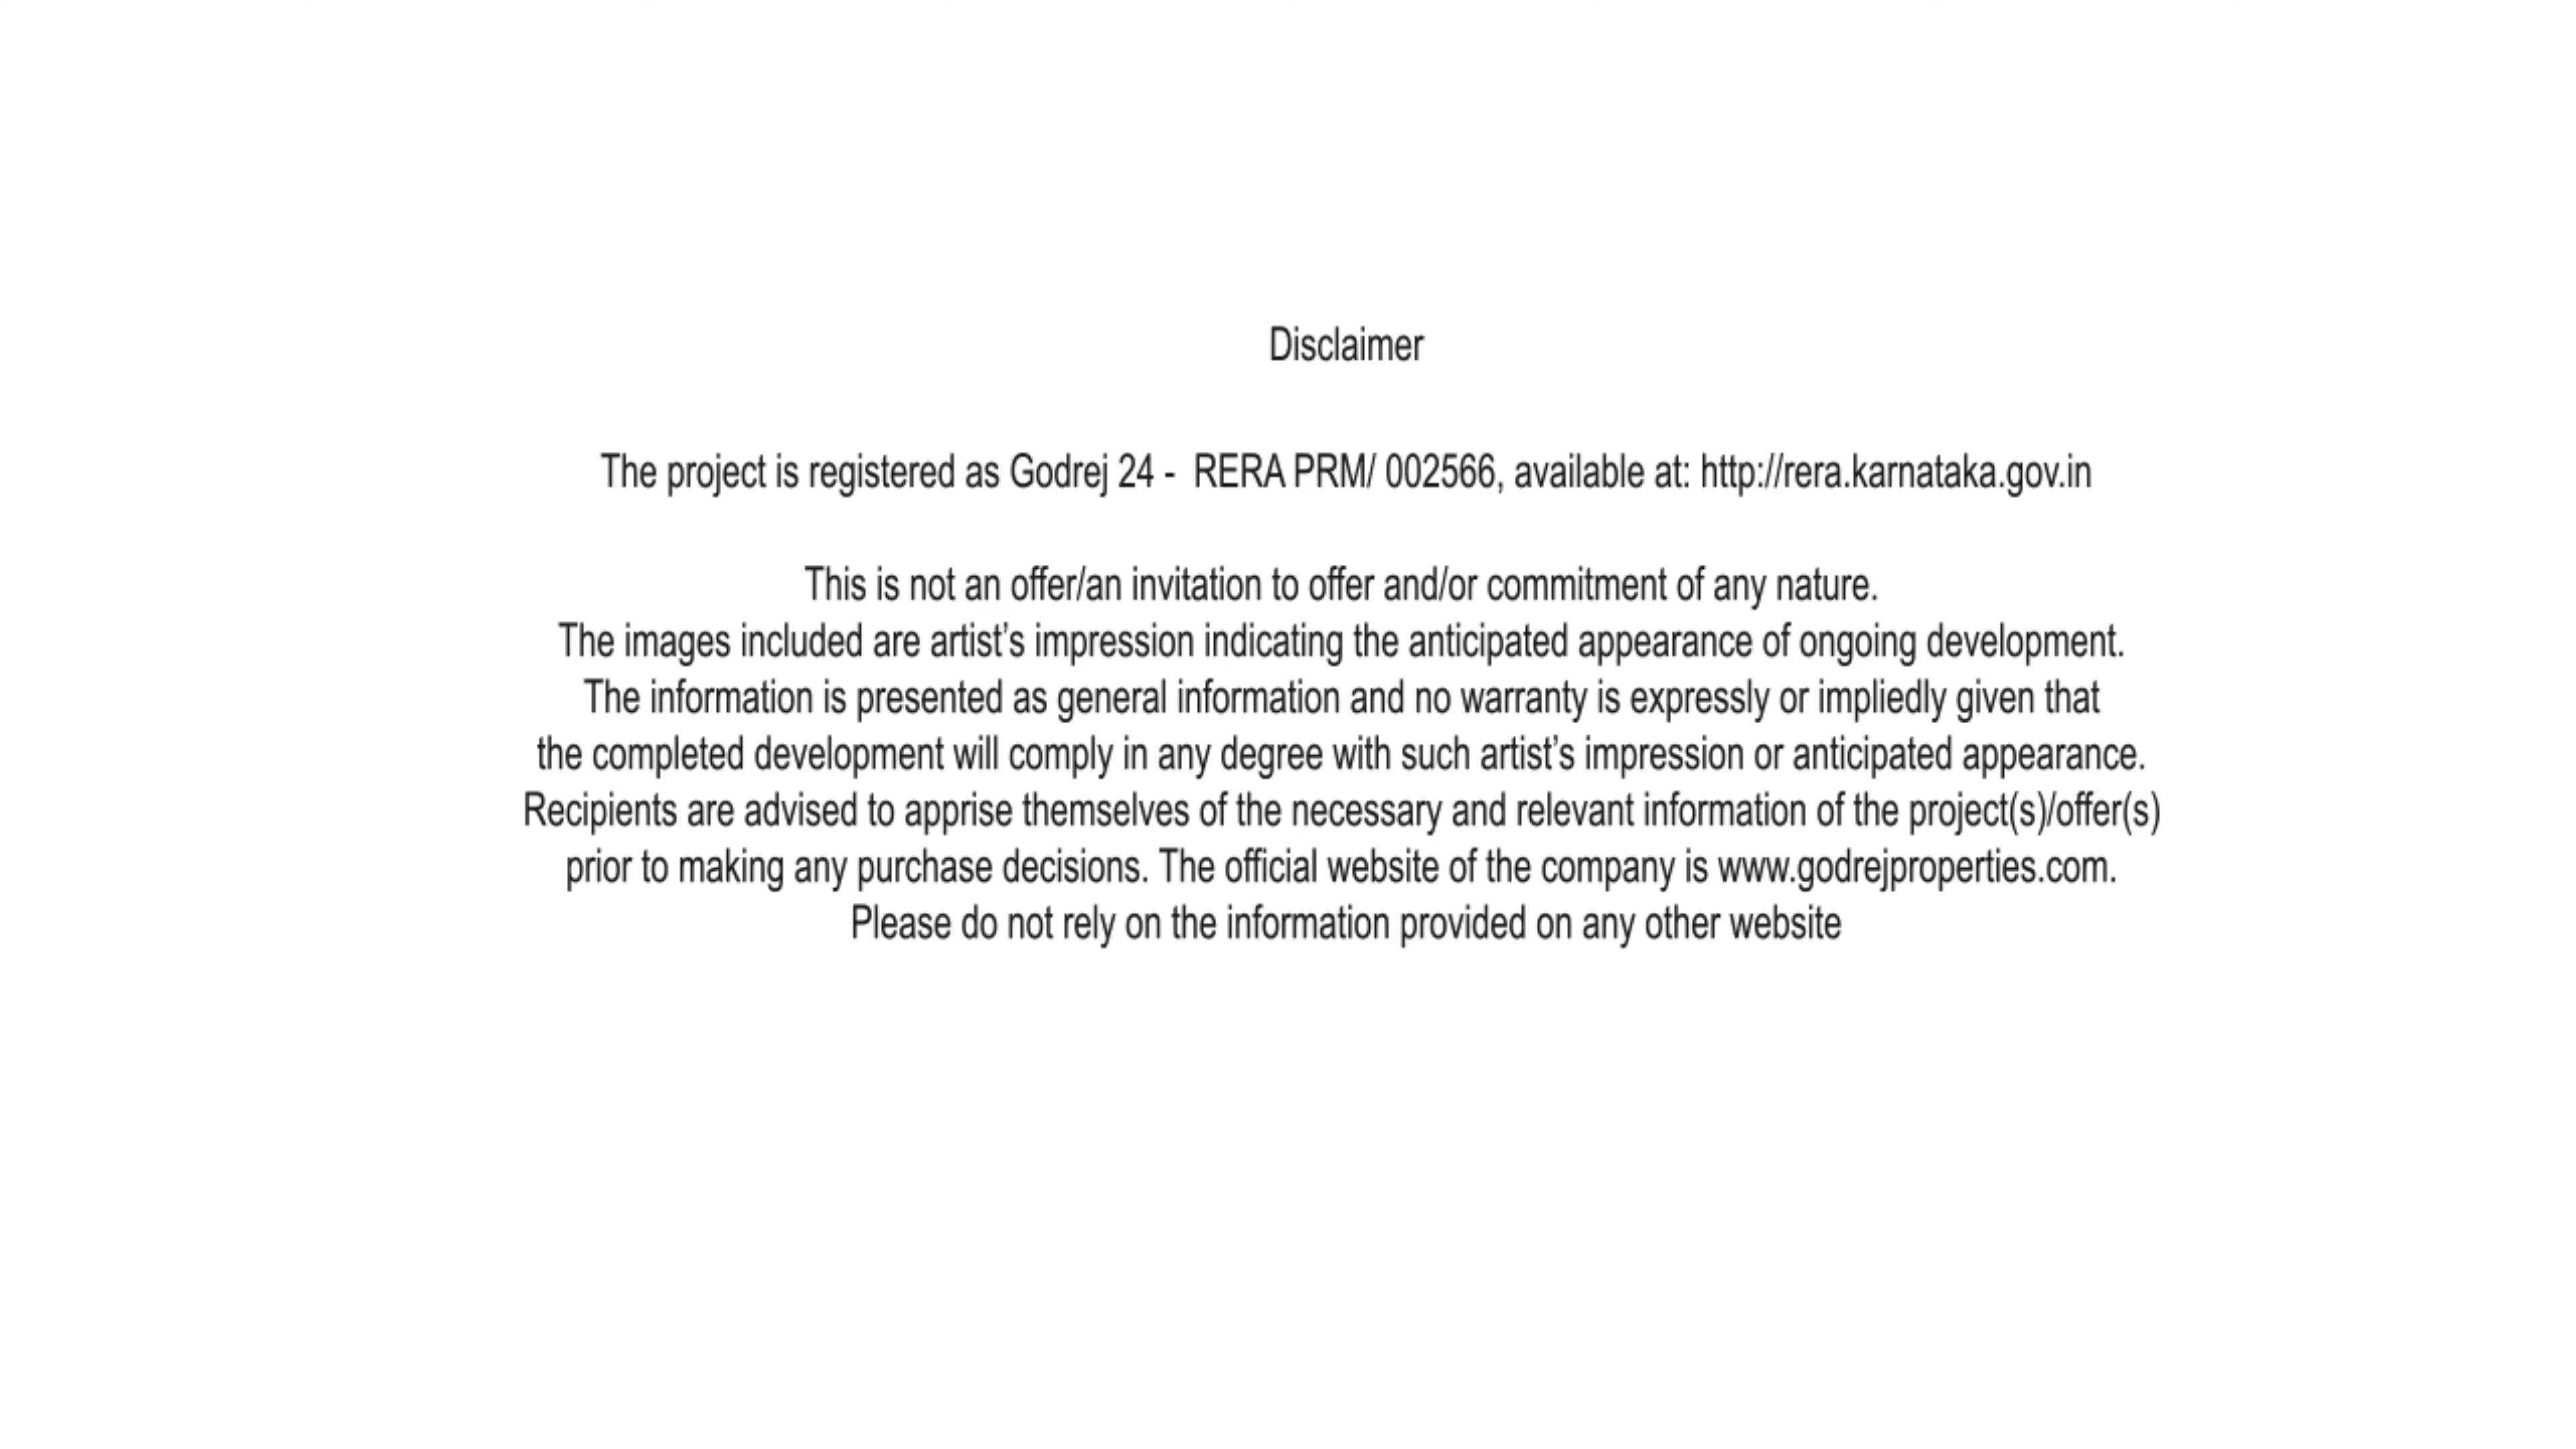 Disclaimer
The project is registered as Godrej 24 -  RERA PRM/ 002566, available at: http://rera.karnataka.gov.in
This is not an offer/an invitation to offer and/or commitment of any nature.
The images included are artist’s impression indicating the anticipated appearance of ongoing development.
The information is presented as general information and no warranty is expressly or impliedly given that
the completed development will comply in any degree with such artist’s impression or anticipated appearance.
Recipients are advised to apprise themselves of the necessary and relevant information of the project(s)/offer(s)
prior to making any purchase decisions. The official website of the company is www.godrejproperties.com.
Please do not rely on the information provided on any other website